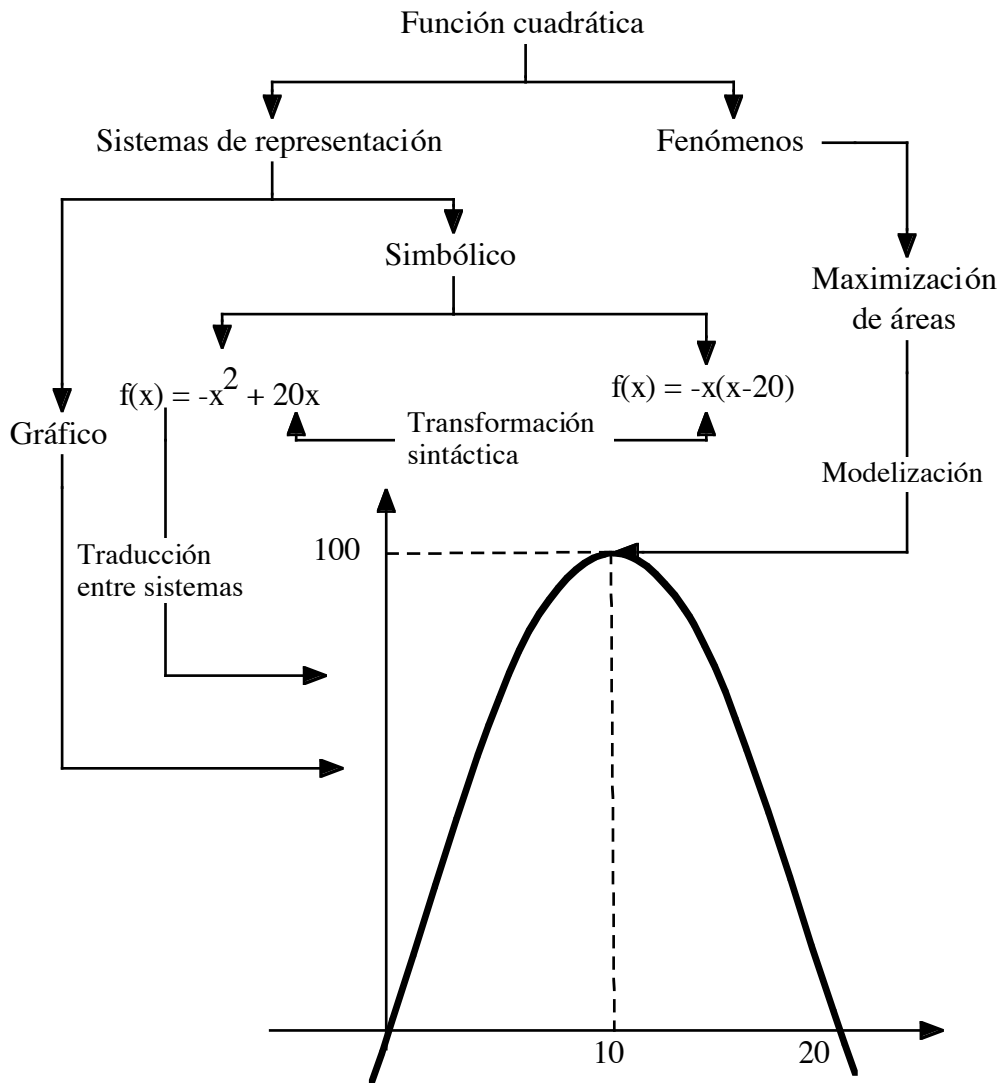 Función cuadrática
Sistemas de representación
Fenómenos
Simbólico
Maximización
de áreas
f(x) = -x² + 20x
f(x) = -x(x-20)
Gráfico
Transformación
sintáctica
Modelización
Traducción
entre sistemas
100
10
20